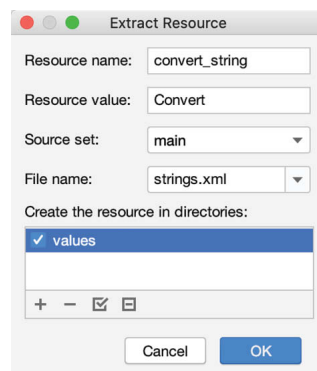 Extract Resource
Resource name: convert_string
Resource value: Convert
Source set: main
File name: strings.xml
Create the resource in directories:
values
Cancel OK